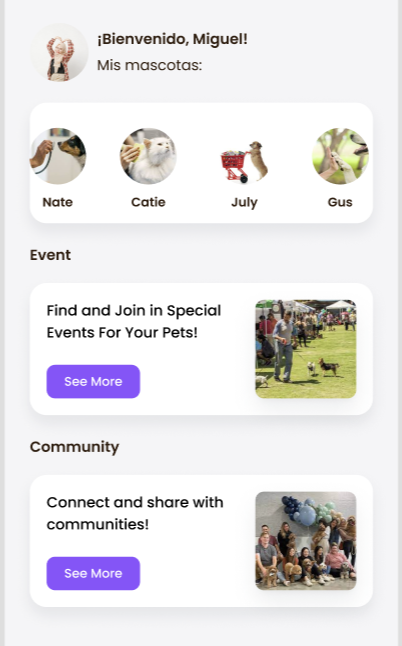 ¡Bienvenido, Miguel!
Mis mascotas:
Nate
Catie
July
Gus
Event
Find and Join in Special
Events For Your Pets!
See More
Community
Connect and share with
communities!
See More